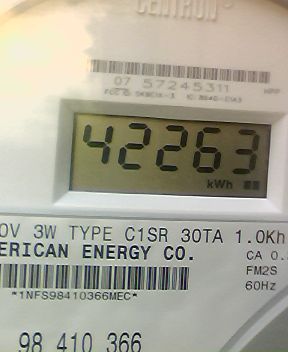 CENTRON
07 57245311
42263
kWh
0V 3W TYPE C1SR 30TA 1.0Kh
ERICAN ENERGY CO.
CA 0.
FM2S
*1NFS98410366MEC*
60Hz
98 410 366